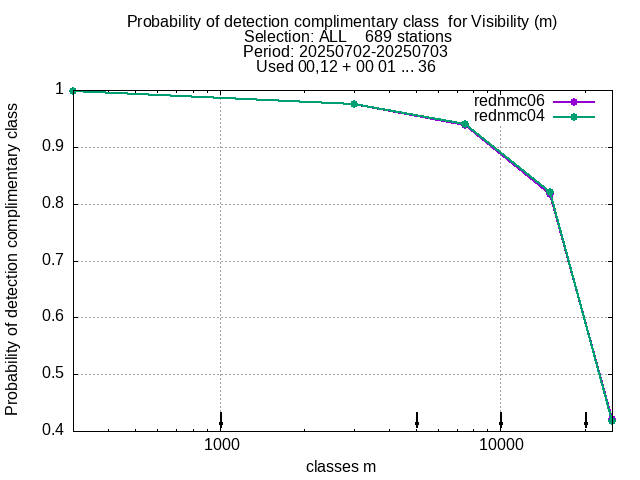 Probability of detection complimentary class  for Visibility (m)
Selection: ALL    689 stations
Period: 20250702-20250703
Used 00,12 + 00 01 ... 36
rednmc06
rednmc04
Probability of detection complimentary class
1
0.9
0.8
0.7
0.6
0.5
0.4
1000
10000
classes m